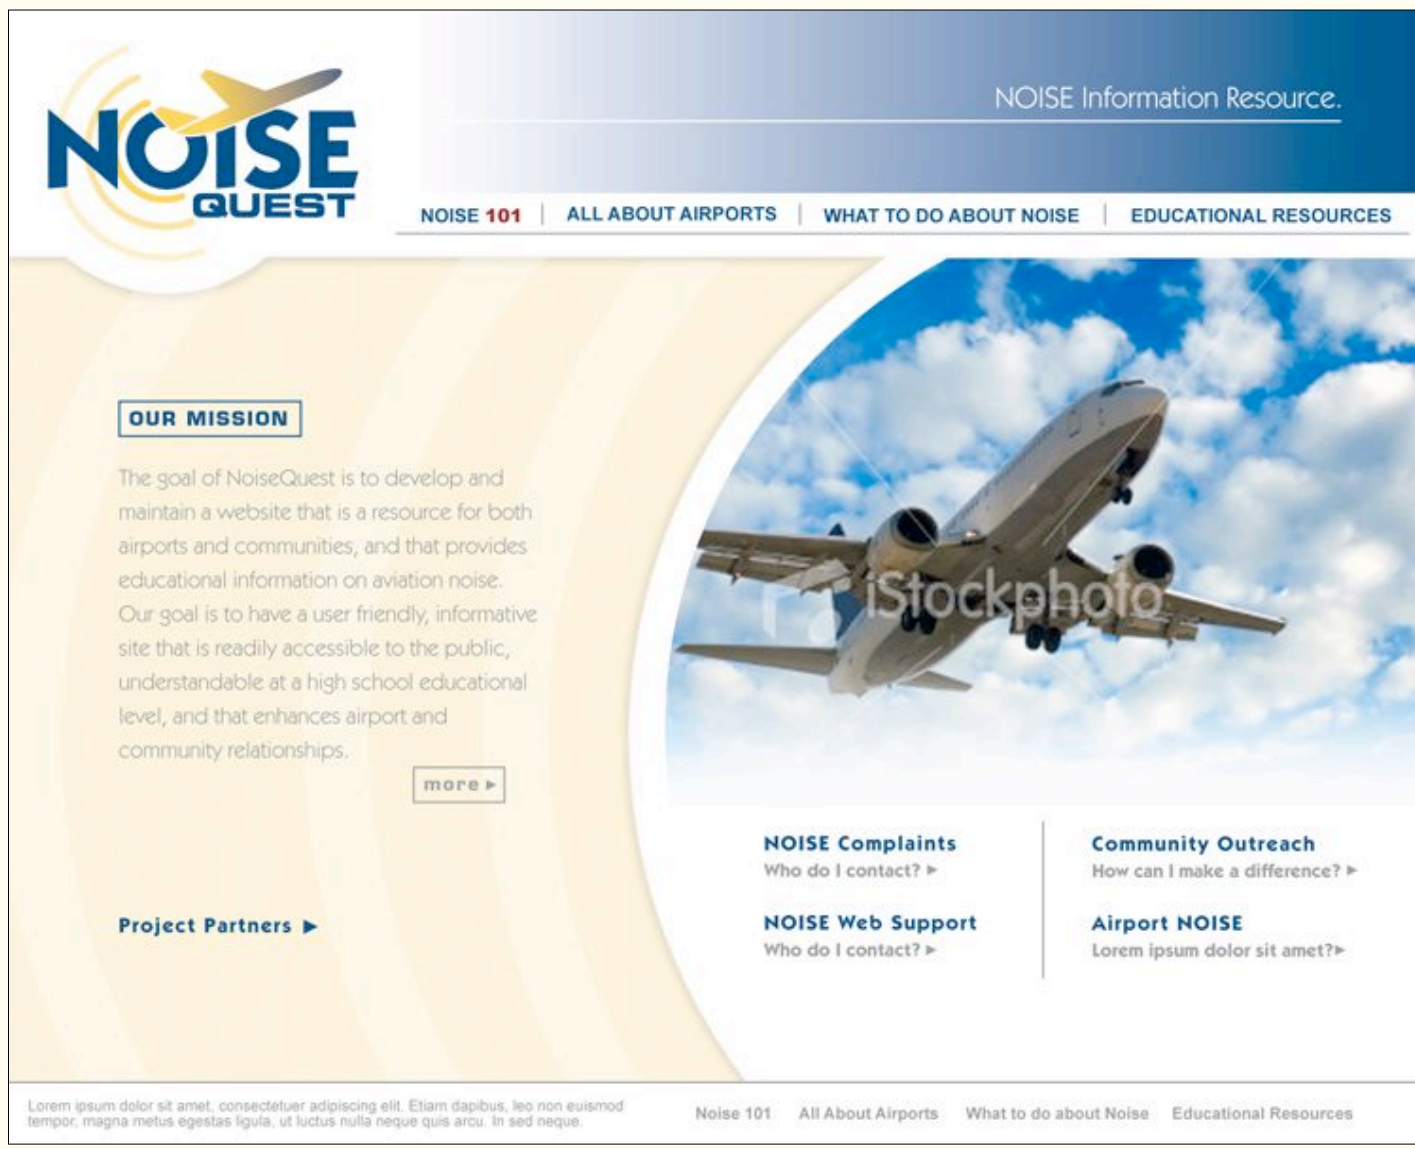 NOISE
QUEST
NOISE Information Resource.
NOISE 101
ALL ABOUT AIRPORTS
WHAT TO DO ABOUT NOISE
EDUCATIONAL RESOURCES
OUR MISSION
The goal of NoiseQuest is to develop and
maintain a website that is a resource for both
airports and communities, and that provides
educational information on aviation noise.
Our goal is to have a user friendly, informative
site that is readily accessible to the public,
understandable at a high school educational
level, and that enhances airport and
community relationships.
more ▸
Project Partners ▸
iStockphoto
NOISE Complaints
Who do I contact? ▸
NOISE Web Support
Who do I contact? ▸
Community Outreach
How can I make a difference? ▸
Airport NOISE
Lorem ipsum dolor sit amet?▸
Lorem ipsum dolor sit amet, consectetuer adipiscing elit. Etiam dapibus, leo non euismod
tempor, magna metus egestas ligula, ut luctus nulla neque quis arcu. In sed neque.
Noise 101
All About Airports
What to do about Noise
Educational Resources